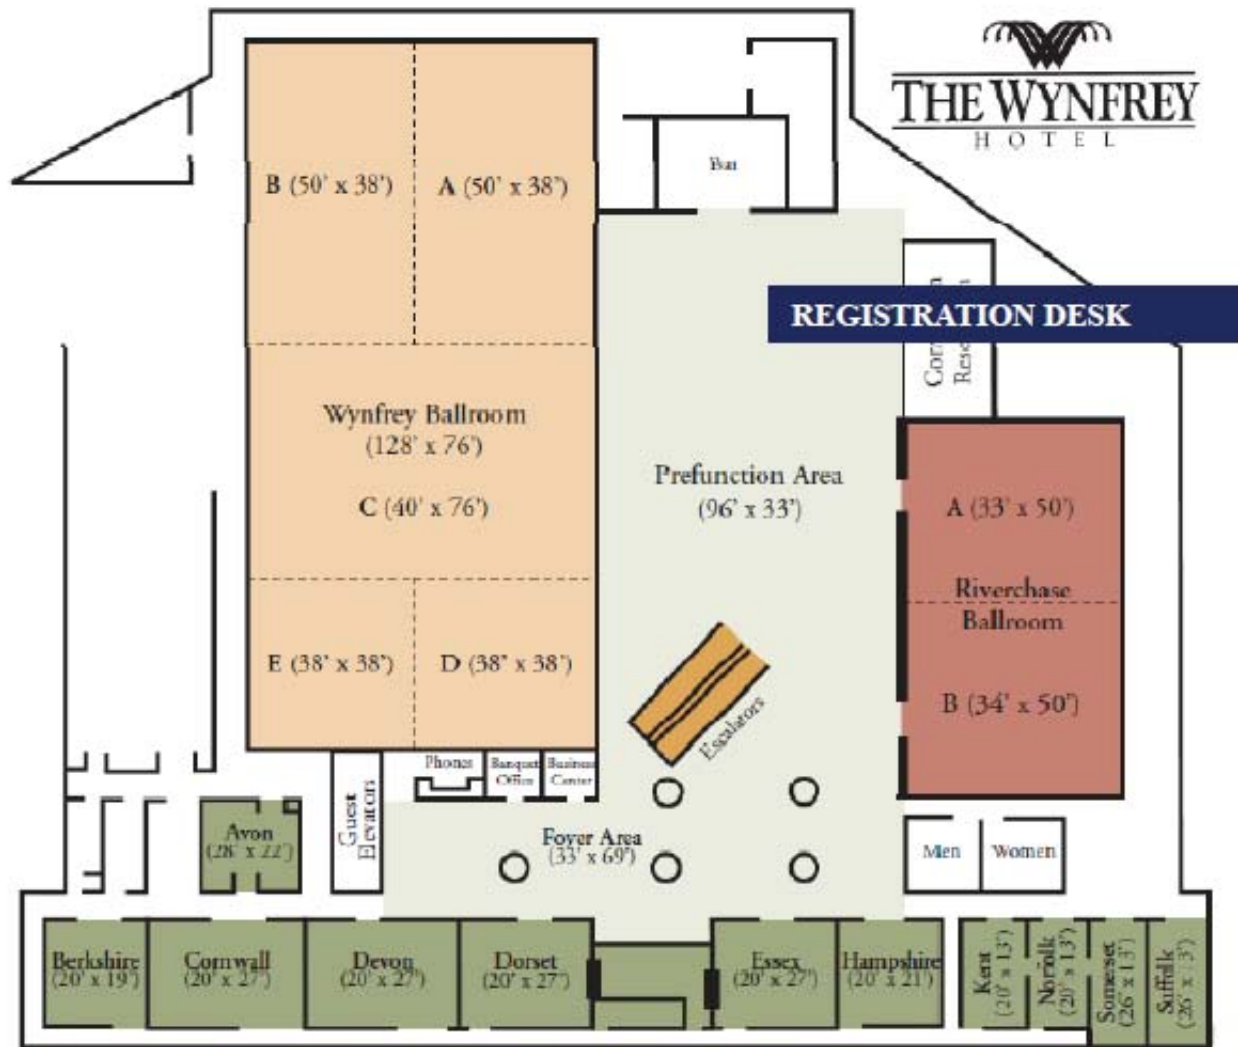 THE WYNFREY
HOTEL
B (50' x 38')
A (50' x 38')
REGISTRATION DESK
Wynfrey Ballroom
(128' x 76')
C (40' x 76')
Prefunction Area
(96' x 33')
A (33' x 50')
Riverchase
Ballroom
E (38' x 38')
D (38' x 38')
B (34' x 50')
Escalators
Phones
Banquet
Office
Business
Center
Guest
Elevators
Avon
(28' x 22')
Foyer Area
(33' x 69')
Men
Women
Berkshire
(20' x 19')
Cornwall
(20' x 27')
Devon
(20' x 27')
Dorset
(20' x 27')
Essex
(20' x 27')
Hampshire
(20' x 21')
Kent
(20' x 13')
Norfolk
(20' x 13')
Somerset
(26' x 13')
Suffolk
(26' x 13')